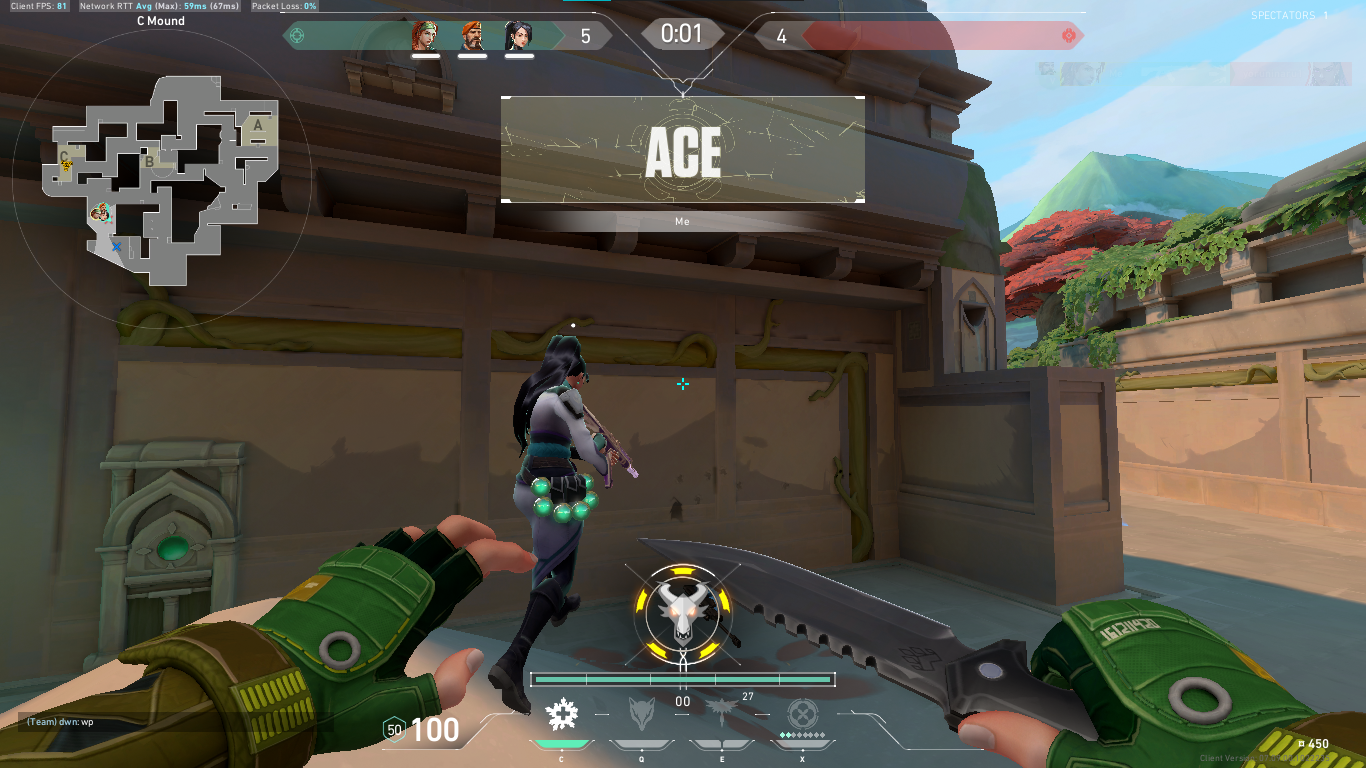 Client FPS: 81 Network RTT Avg (Max): 59ms (67ms) Packet Loss: 0%
C Mound
5 0:01 4
SPECTATORS 1
A
B
C
ACE
Me
27
00
50 100
C Q E X
(Team) dwn: wp
450